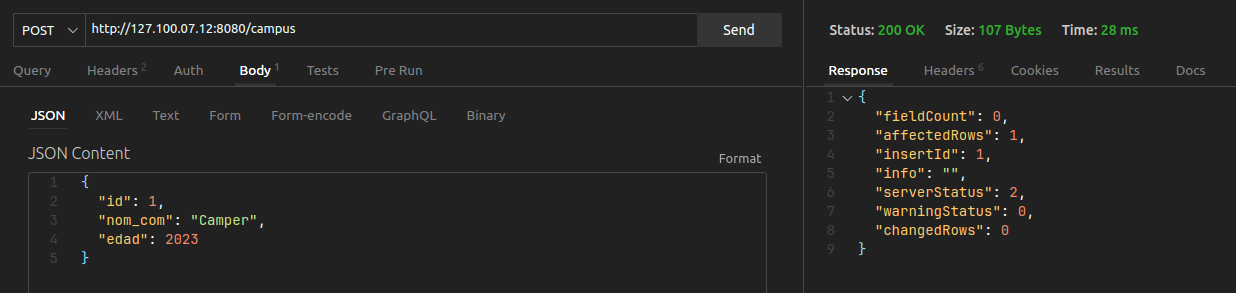 POST http://127.100.07.12:8080/campus Send
Query Headers 2 Auth Body 1 Tests Pre Run
JSON XML Text Form Form-encode GraphQL Binary
JSON Content Format
1 {
2 "id": 1,
3 "nom_com": "Camper",
4 "edad": 2023
5 }
Status: 200 OK Size: 107 Bytes Time: 28 ms
Response Headers 6 Cookies Results Docs
1 {
2 "fieldCount": 0,
3 "affectedRows": 1,
4 "insertId": 1,
5 "info": "",
6 "serverStatus": 2,
7 "warningStatus": 0,
8 "changedRows": 0
9 }